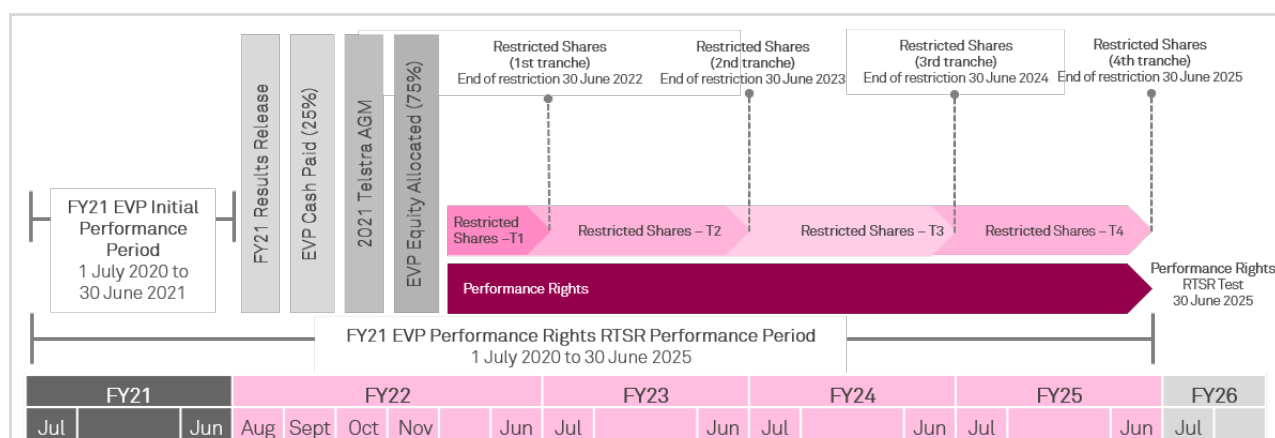 Restricted Shares
(1st tranche)
End of restriction 30 June 2022
Restricted Shares
(2nd tranche)
End of restriction 30 June 2023
Restricted Shares
(3rd tranche)
End of restriction 30 June 2024
Restricted Shares
(4th tranche)
End of restriction 30 June 2025
FY21 EVP Initial
Performance
Period
1 July 2020 to
30 June 2021
FY21 Results Release
EVP Cash Paid (25%)
2021 Telstra AGM
EVP Equity Allocated (75%)
Restricted
Shares –T1
Restricted Shares – T2
Restricted Shares – T3
Restricted Shares – T4
Performance Rights
Performance Rights
RTSR Test
30 June 2025
FY21 EVP Performance Rights RTSR Performance Period
1 July 2020 to 30 June 2025
FY21 FY22 FY23 FY24 FY25 FY26
Jul Jun Aug Sept Oct Nov Jun Jul Jun Jul Jun Jul Jun Jul